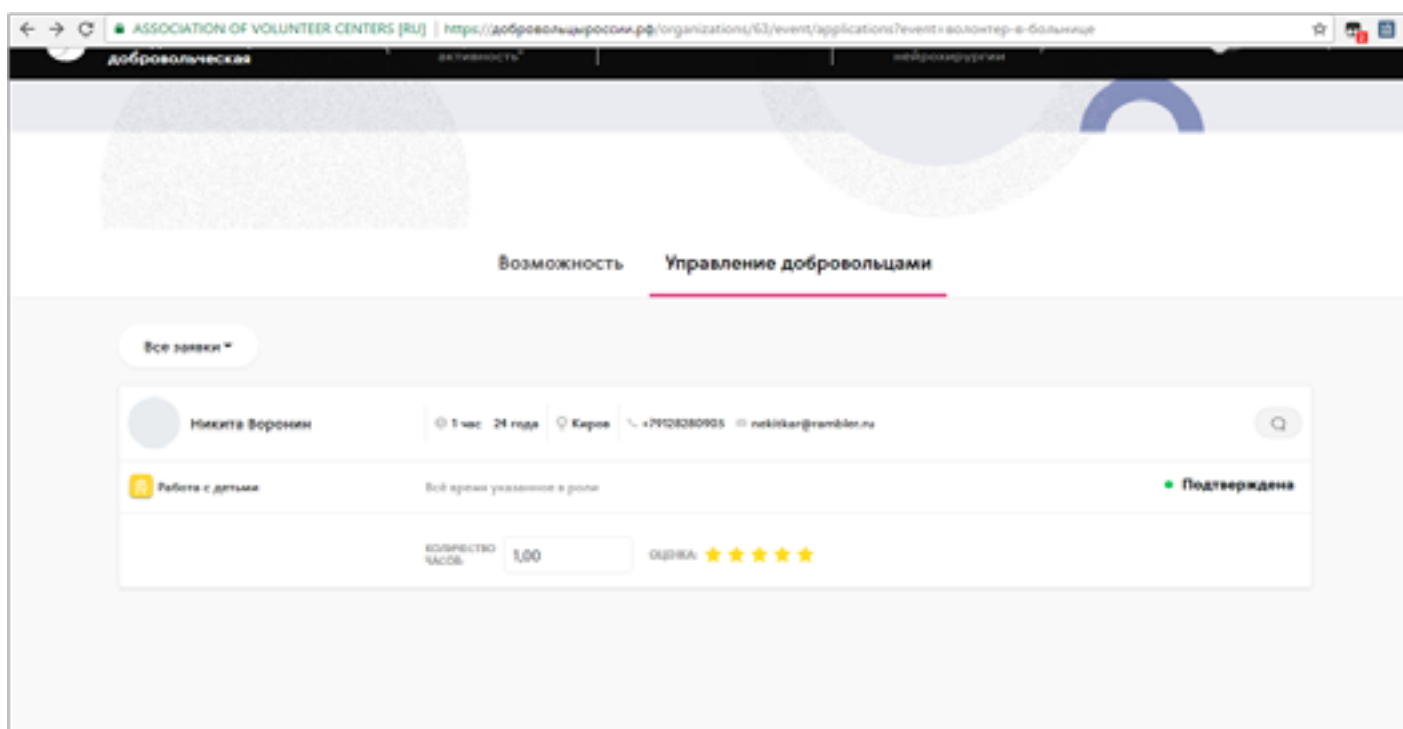 ASSOCIATION OF VOLUNTEER CENTERS [RU] | https://добровольцыроссии.рф/organizations/63/event/applications?event=волонтер-в-больнице
добровольческая активность" нейрохирургии
Возможность Управление добровольцами
Все заявки
Никита Воронин 1 час 24 года Киров +79128280905 nekitkar@rambler.ru
Работа с детьми Всё время указанное в роли Подтверждена
КОЛИЧЕСТВО
ЧАСОВ: 1,00 ОЦЕНКА: